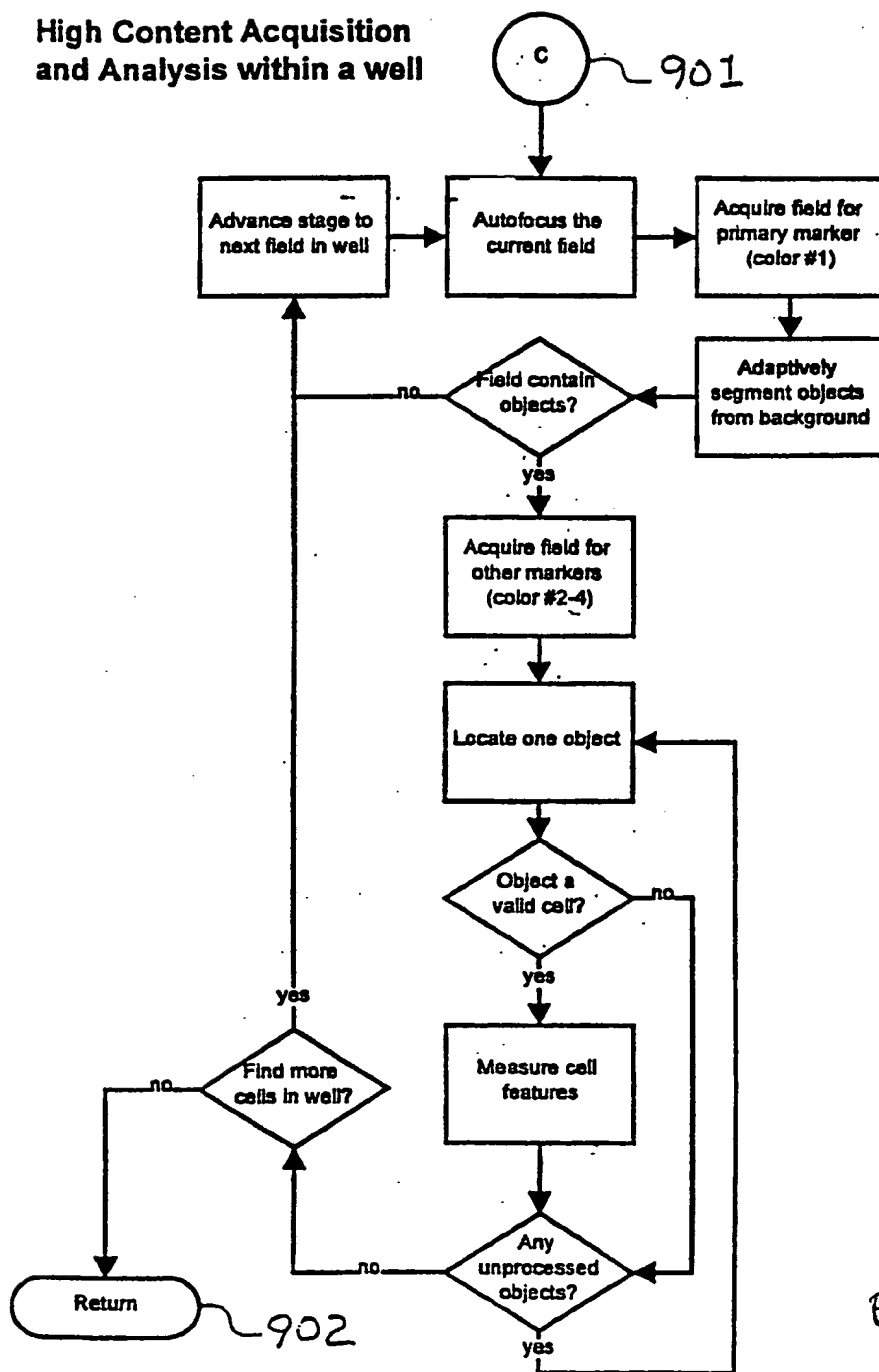 High Content Acquisition
and Analysis within a well
C
901
Advance stage to
next field in well
Autofocus the
current field
Acquire field for
primary marker
(color #1)
Adaptively
segment objects
from background
Field contain
objects?
no
yes
Acquire field for
other markers
(color #2-4)
Locate one object
Object a
valid cell?
no
yes
Measure cell
features
Any
unprocessed
objects?
no
yes
Find more
cells in well?
yes
no
Return
902